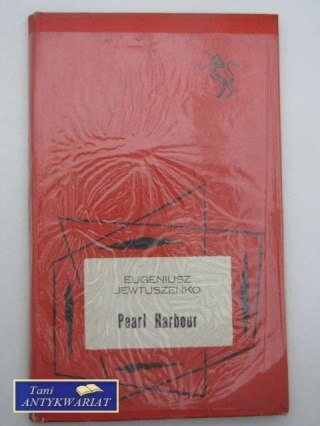 EUGENIUSZ
JEWTUSZENKO
Pearl Harbour
Tani
ANTYKWARIAT